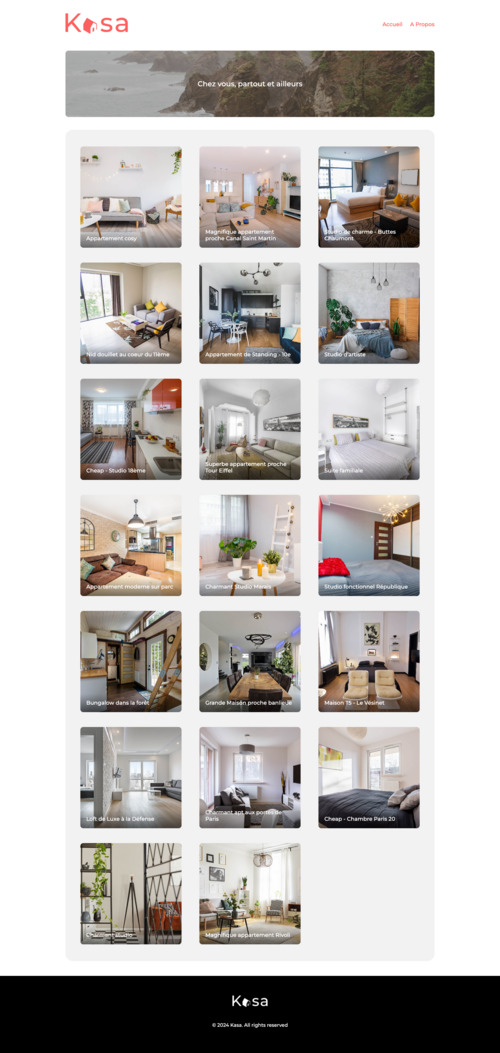 Kasa
Accueil A Propos
Chez vous, partout et ailleurs
Appartement cosy
Magnifique appartement
proche Canal Saint Martin
Studio de charme - Buttes
Chaumont
Nid douillet au coeur du 11ème
Appartement de Standing - 10e
Studio d'artiste
Cheap - Studio 18ème
Superbe appartement proche
Tour Eiffel
Suite familiale
Appartement moderne sur parc
Charmant Studio Marais
Studio fonctionnel République
Bungalow dans la forêt
Grande Maison proche banlieue
Maison T5 - Le Vésinet
Loft de Luxe à la Défense
Charmant apt aux portes de
Paris
Cheap - Chambre Paris 20
Charmant studio
Magnifique appartement Rivoli
Kasa
© 2024 Kasa. All rights reserved